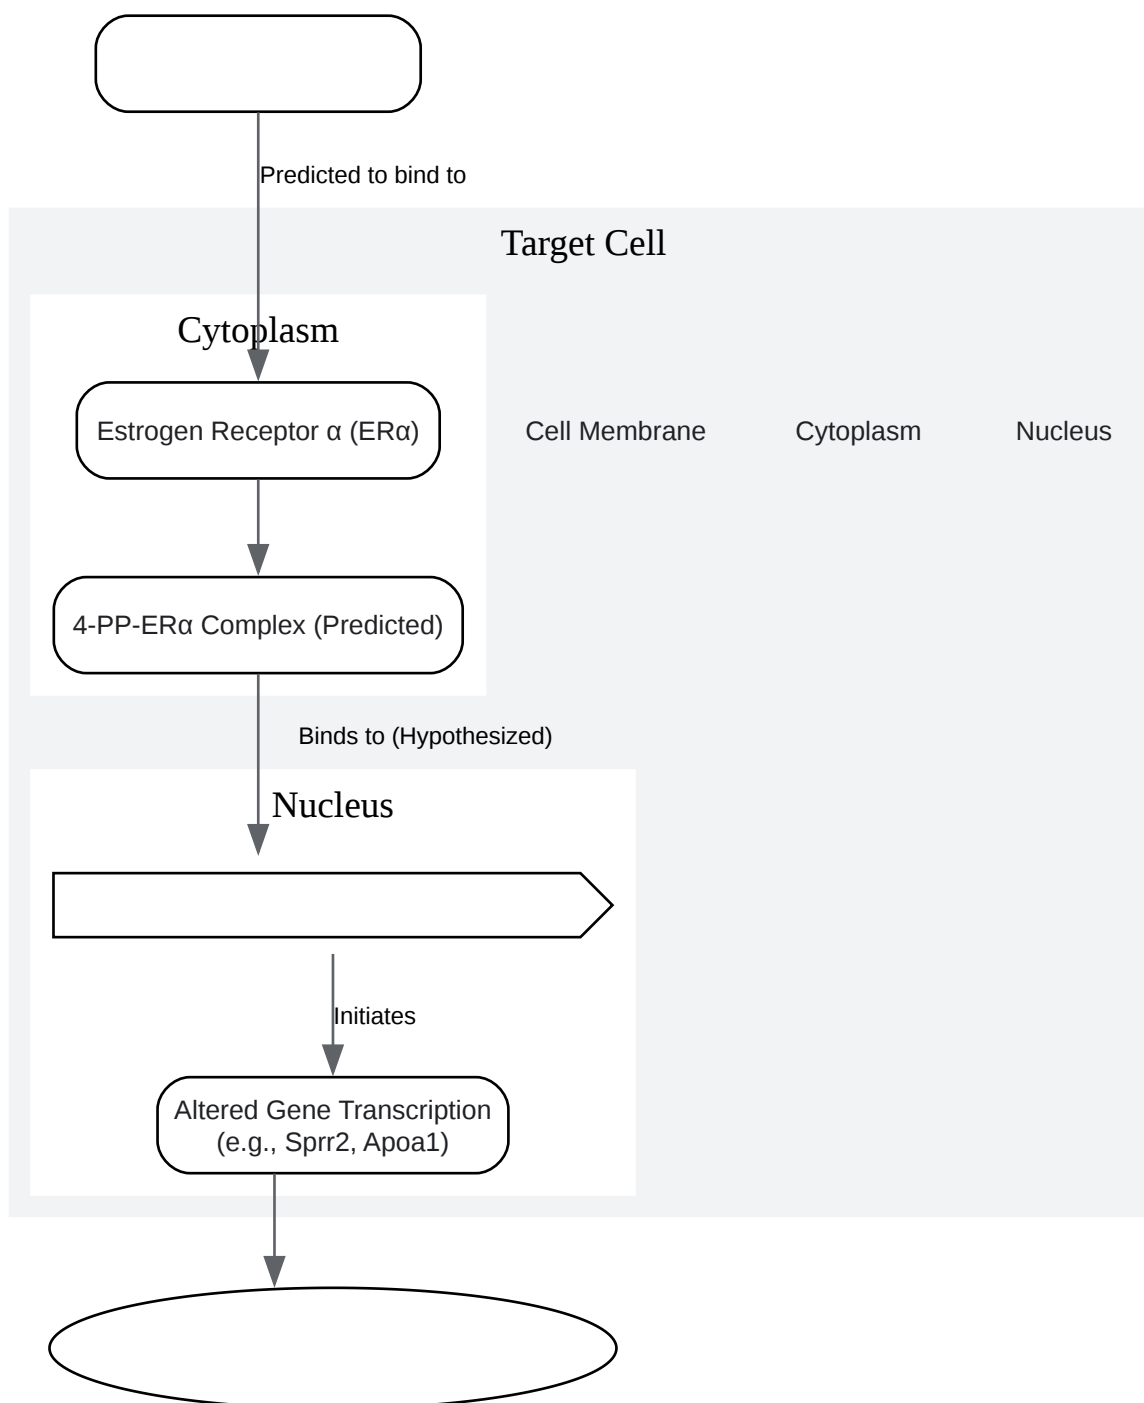 Predicted to bind to
Target Cell
Cytoplasm
Estrogen Receptor α (ERα)
Cell Membrane
Cytoplasm
Nucleus
4-PP-ERα Complex (Predicted)
Binds to (Hypothesized)
Nucleus
Initiates
Altered Gene Transcription
(e.g., Sprr2, Apoa1)